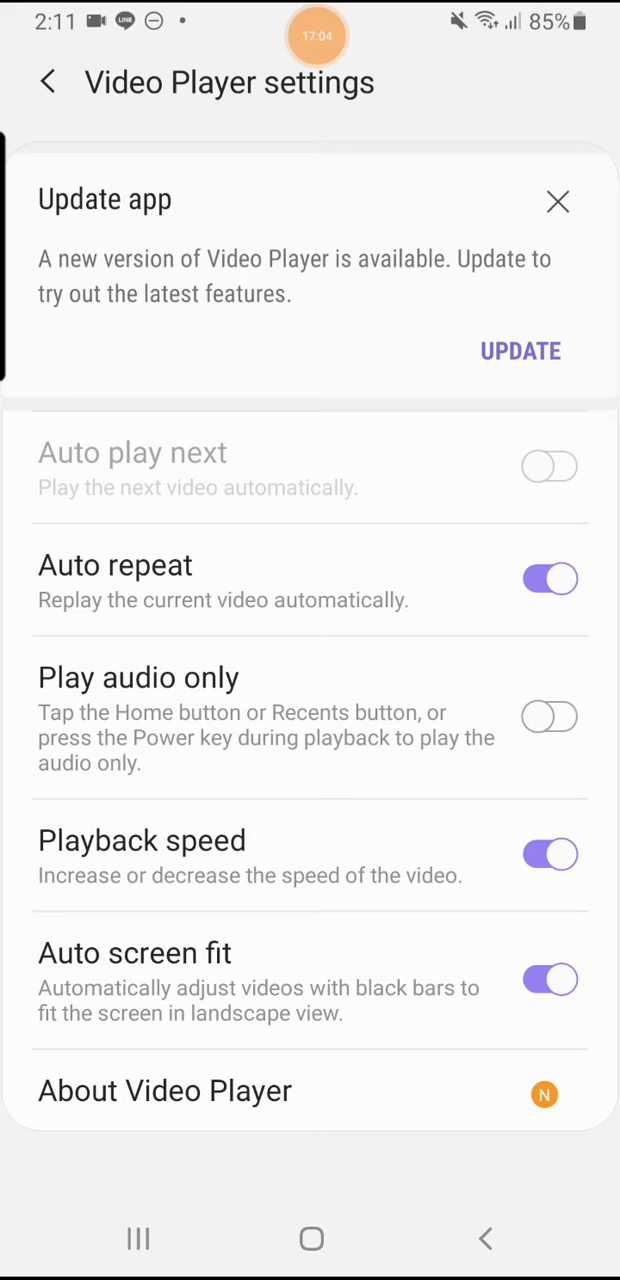 2:11
LINE
17:04
85%
Video Player settings
Update app
A new version of Video Player is available. Update to
try out the latest features.
UPDATE
Auto play next
Play the next video automatically.
Auto repeat
Replay the current video automatically.
Play audio only
Tap the Home button or Recents button, or
press the Power key during playback to play the
audio only.
Playback speed
Increase or decrease the speed of the video.
Auto screen fit
Automatically adjust videos with black bars to
fit the screen in landscape view.
About Video Player
N